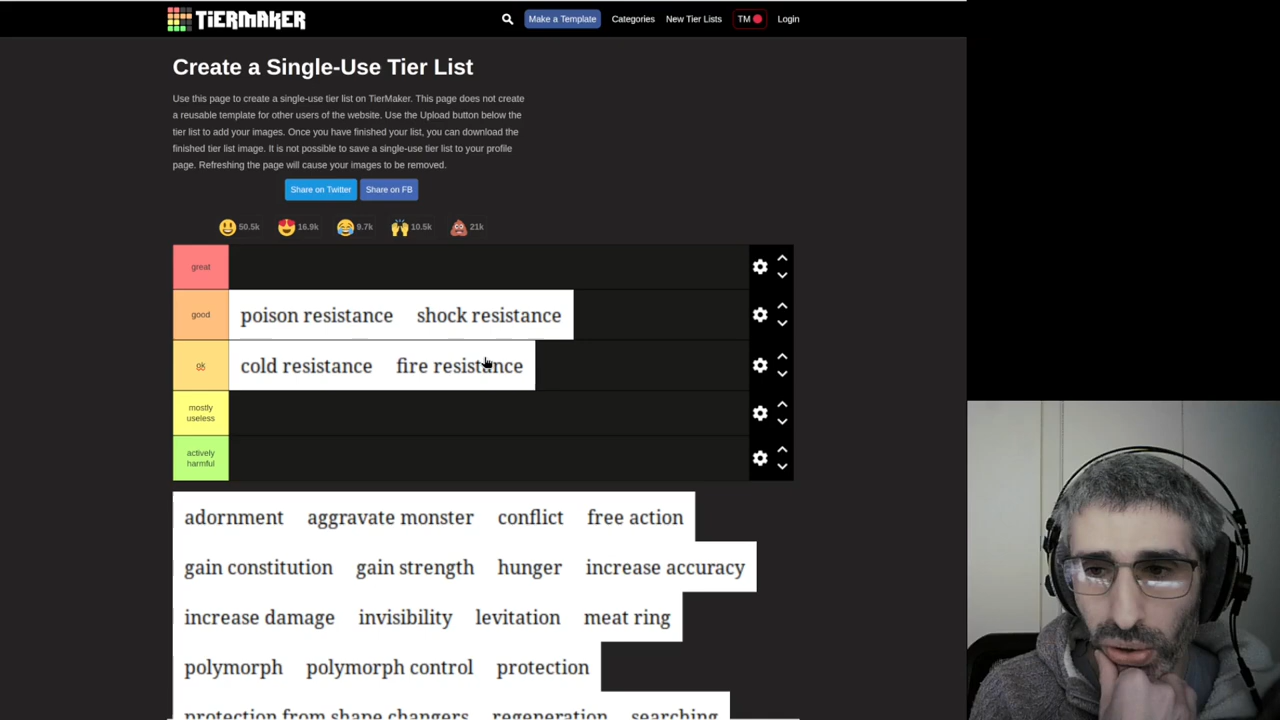 TiERMAKER
Make a Template Categories New Tier Lists TM Login
Create a Single-Use Tier List
Use this page to create a single-use tier list on TierMaker. This page does not create
a reusable template for other users of the website. Use the Upload button below the
tier list to add your images. Once you have finished your list, you can download the
finished tier list image. It is not possible to save a single-use tier list to your profile
page. Refreshing the page will cause your images to be removed.
Share on Twitter Share on FB
50.5k 16.9k 9.7k 10.5k 21k
great
good poison resistance shock resistance
ok cold resistance fire resistance
mostly
useless
actively
harmful
adornment aggravate monster conflict free action
gain constitution gain strength hunger increase accuracy
increase damage invisibility levitation meat ring
polymorph polymorph control protection
protection from shape changers regeneration searching